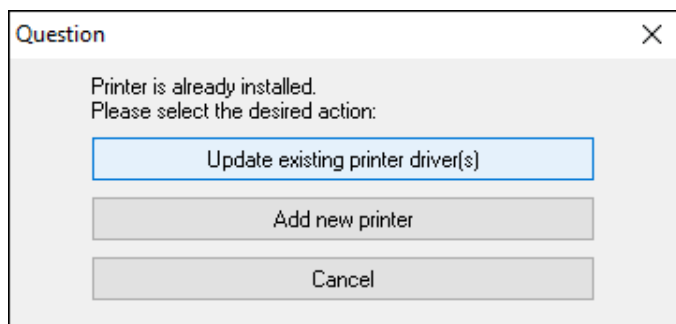 Question
Printer is already installed.
Please select the desired action:
Update existing printer driver(s)
Add new printer
Cancel